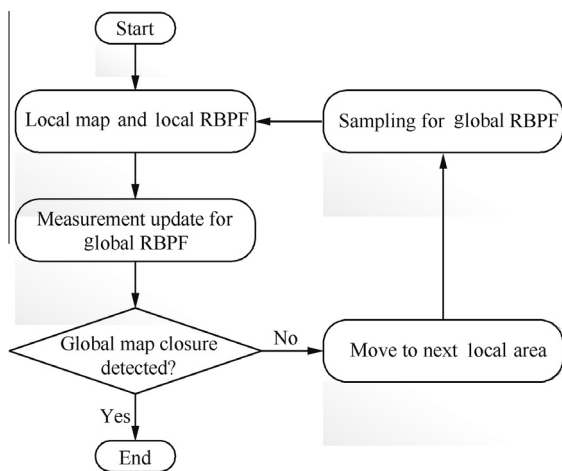 Start
Local map and local RBPF
Sampling for global RBPF
Measurement update for
global RBPF
Global map closure
detected?
No
Move to next local area
Yes
End